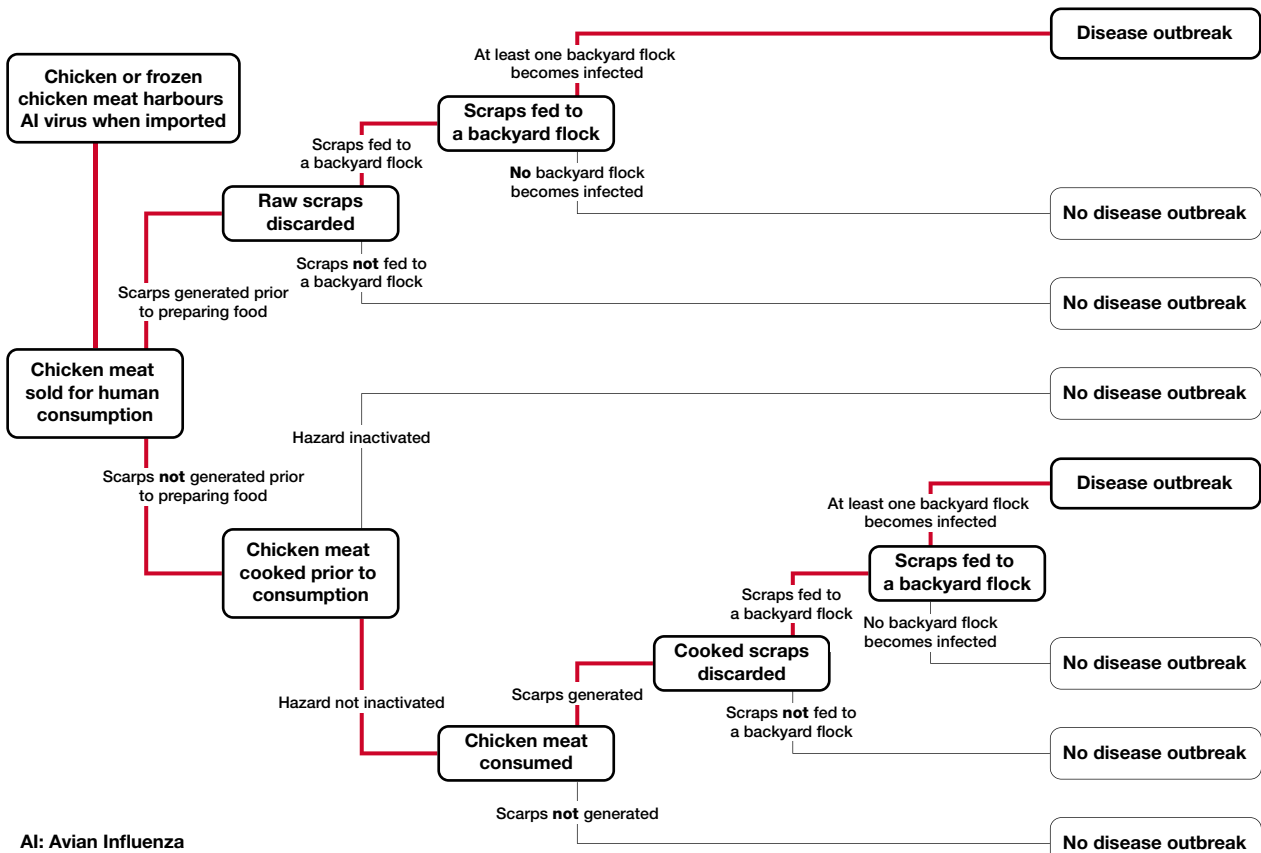 Disease outbreak
At least one backyard flock
becomes infected
Chicken or frozen
chicken meat harbours
AI virus when imported
Scraps fed to
a backyard flock
Scraps fed to
a backyard flock
No backyard flock
becomes infected
Raw scraps
discarded
No disease outbreak
Scraps not fed to
a backyard flock
Scarps generated prior
to preparing food
No disease outbreak
Chicken meat
sold for human
consumption
No disease outbreak
Hazard inactivated
Scarps not generated prior
to preparing food
Disease outbreak
At least one backyard flock
becomes infected
Chicken meat
cooked prior to
consumption
Scraps fed to
a backyard flock
Scraps fed to
a backyard flock
No backyard flock
becomes infected
Cooked scraps
discarded
No disease outbreak
Scarps generated
Hazard not inactivated
Scraps not fed to
a backyard flock
Chicken meat
consumed
No disease outbreak
Scarps not generated
No disease outbreak
AI: Avian Influenza